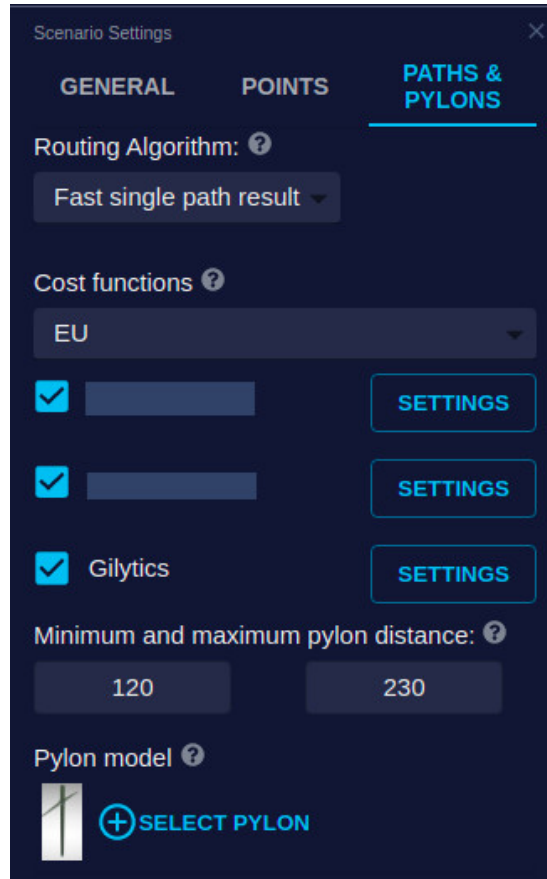 Scenario Settings
GENERAL POINTS PATHS & PYLONS
Routing Algorithm:
Fast single path result
Cost functions
EU
SETTINGS
SETTINGS
Gilytics SETTINGS
Minimum and maximum pylon distance:
120 230
Pylon model
SELECT PYLON